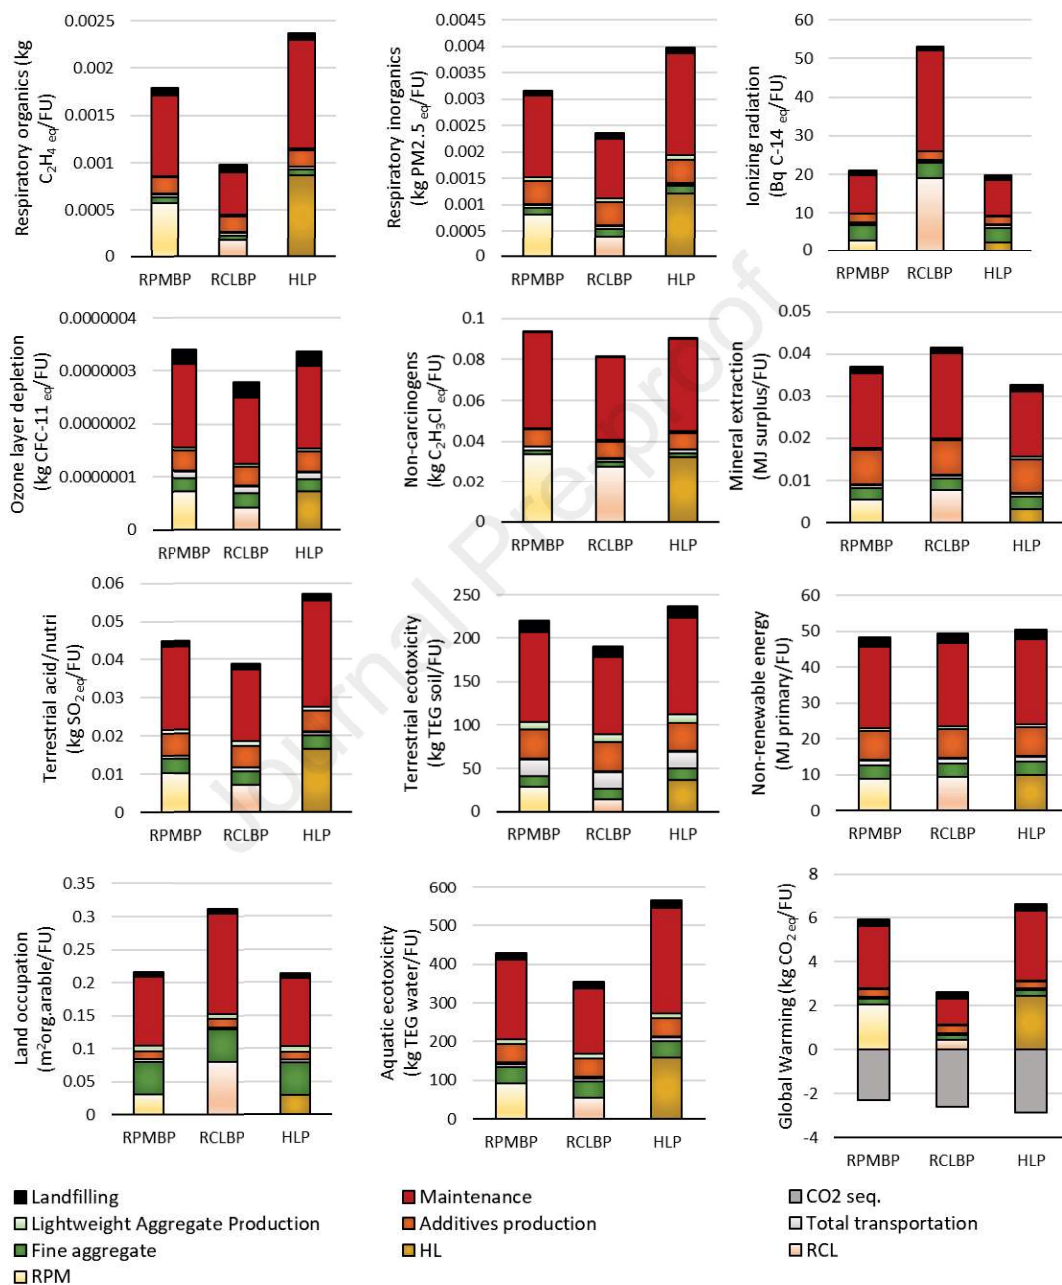 Respiratory organics (kg
C2H4 eq/FU)
0.0025
0.002
0.0015
0.001
0.0005
0
RPMBP RCLBP HLP
Respiratory inorganics
(kg PM2.5 eq/FU)
0.0045
0.004
0.0035
0.003
0.0025
0.002
0.0015
0.001
0.0005
0
RPMBP RCLBP HLP
Ionizing radiation
(Bq C-14 eq/FU)
60
50
40
30
20
10
0
RPMBP RCLBP HLP
Ozone layer depletion
(kg CFC-11 eq/FU)
0.0000004
0.0000003
0.0000002
0.0000001
0
RPMBP RCLBP HLP
Non-carcinogens
(kg C2H3Cl eq/FU)
0.1
0.08
0.06
0.04
0.02
0
RPMBP RCLBP HLP
Mineral extraction
(MJ surplus/FU)
0.05
0.04
0.03
0.02
0.01
0
RPMBP RCLBP HLP
Terrestrial acid/nutri
(kg SO2 eq/FU)
0.06
0.05
0.04
0.03
0.02
0.01
0
RPMBP RCLBP HLP
Terrestrial ecotoxicity
(kg TEG soil/FU)
250
200
150
100
50
0
RPMBP RCLBP HLP
Non-renewable energy
(MJ primary/FU)
60
50
40
30
20
10
0
RPMBP RCLBP HLP
Land occupation
(m2org,arable/FU)
0.35
0.3
0.25
0.2
0.15
0.1
0.05
0
RPMBP RCLBP HLP
Aquatic ecotoxicity
(kg TEG water/FU)
600
500
400
300
200
100
0
RPMBP RCLBP HLP
Global Warming (kg CO2 eq/FU)
8
6
4
2
0
-2
-4
RPMBP RCLBP HLP
Journal Pre-proof
Landfilling Maintenance CO2 seq.
Lightweight Aggregate Production Additives production Total transportation
Fine aggregate HL RCL
RPM